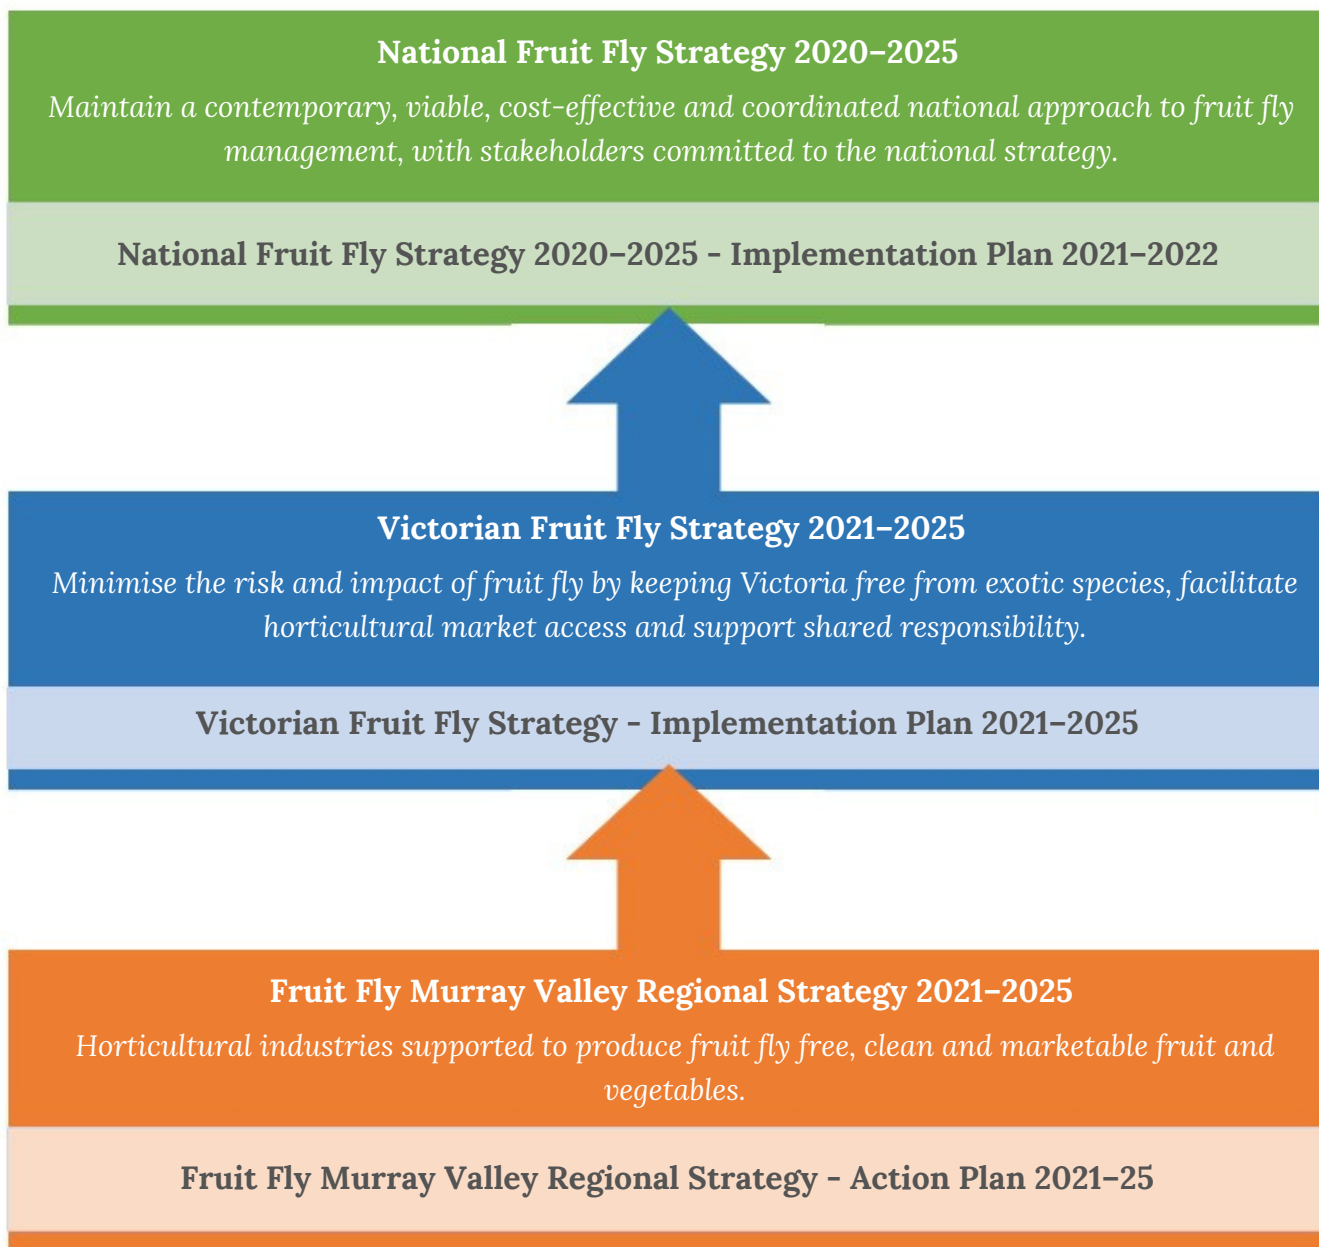 National Fruit Fly Strategy 2020–2025
Maintain a contemporary, viable, cost-effective and coordinated national approach to fruit fly
management, with stakeholders committed to the national strategy.
National Fruit Fly Strategy 2020–2025 - Implementation Plan 2021–2022
Victorian Fruit Fly Strategy 2021–2025
Minimise the risk and impact of fruit fly by keeping Victoria free from exotic species, facilitate
horticultural market access and support shared responsibility.
Victorian Fruit Fly Strategy - Implementation Plan 2021–2025
Fruit Fly Murray Valley Regional Strategy 2021–2025
Horticultural industries supported to produce fruit fly free, clean and marketable fruit and
vegetables.
Fruit Fly Murray Valley Regional Strategy - Action Plan 2021–25